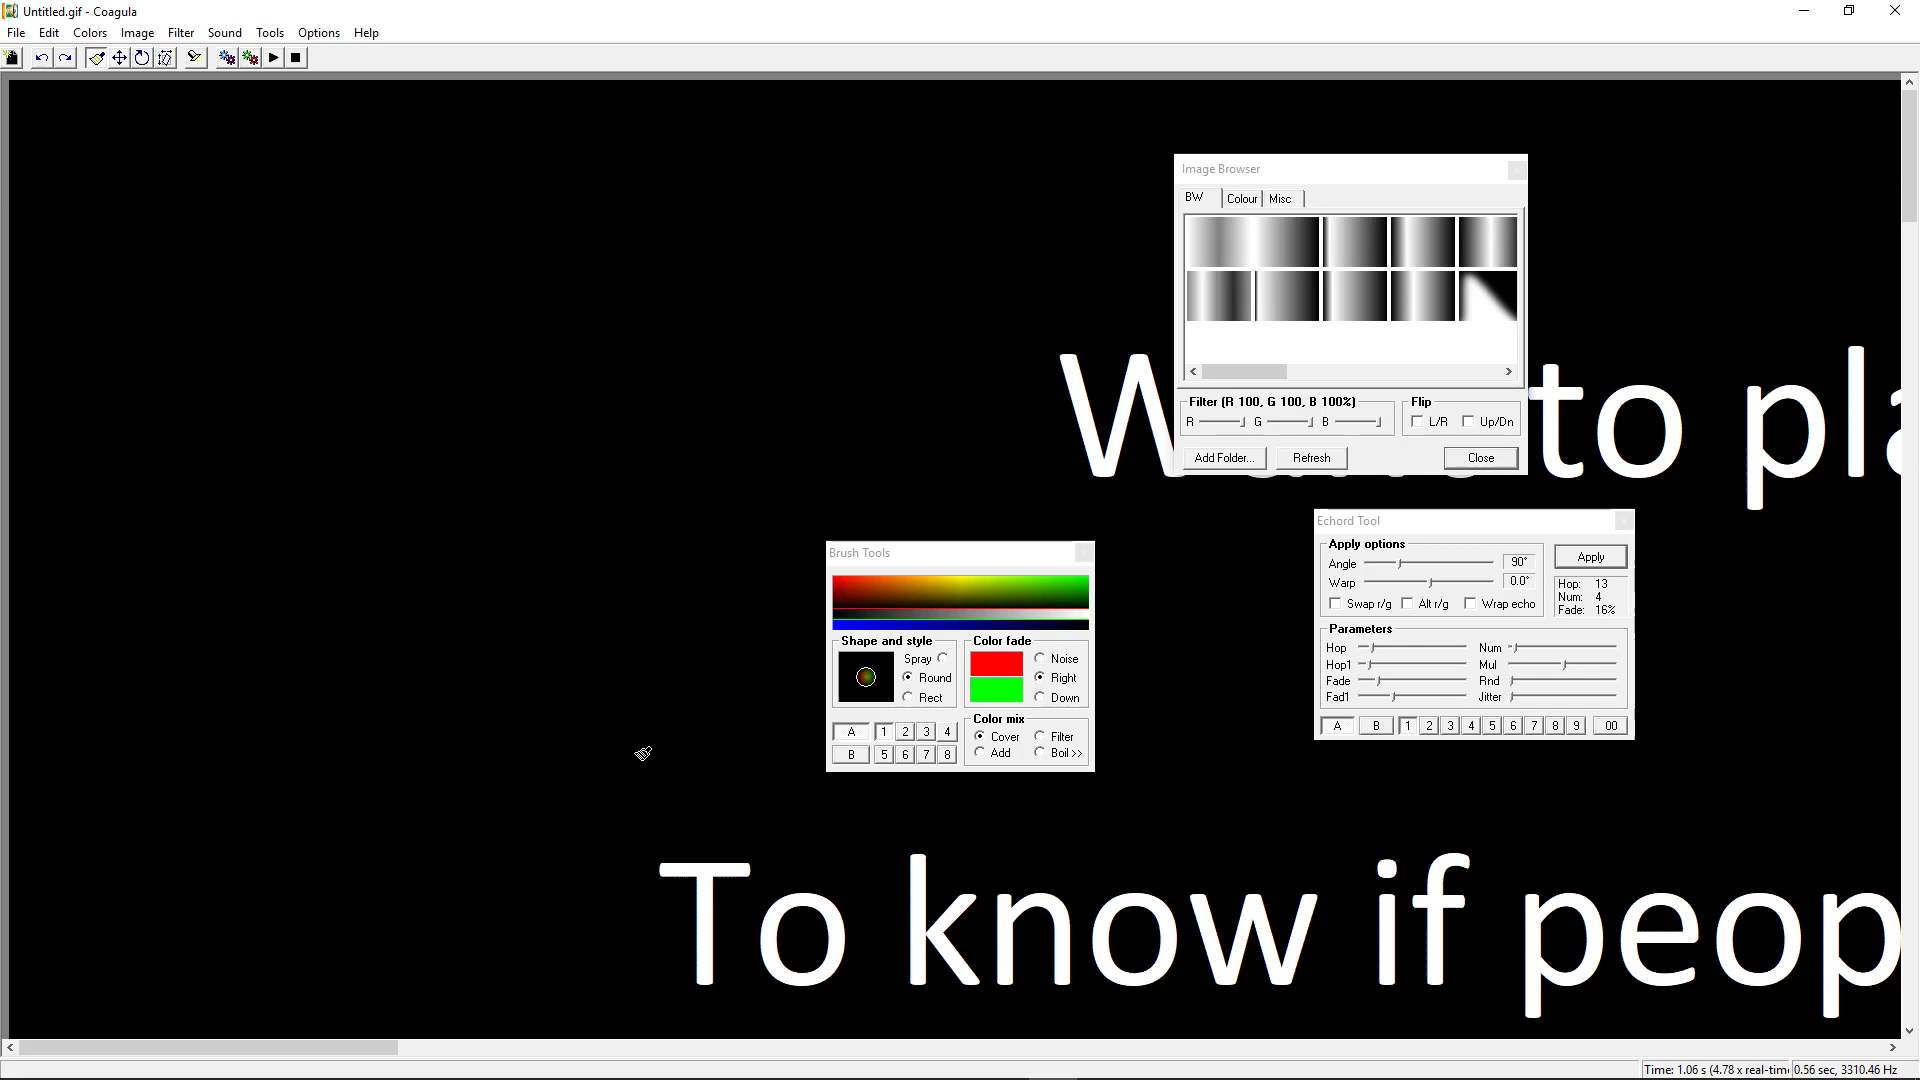 Untitled.gif - Coagula
File Edit Colors Image Filter Sound Tools Options Help
Image Browser
BW Colour Misc
Filter (R 100, G 100, B 100%)
R G B
Flip
L/R Up/Dn
Add Folder... Refresh Close
to pla
Echord Tool
Apply options
Angle 90°
Warp 0.0°
Swap r/g Alt r/g Wrap echo
Apply
Hop: 13
Num: 4
Fade: 16%
Parameters
Hop Num
Hop1 Mul
Fade Rnd
Fad1 Jitter
A B 1 2 3 4 5 6 7 8 9 00
Brush Tools
Shape and style
Spray
Round
Rect
Color fade
Noise
Right
Down
A 1 2 3 4
B 5 6 7 8
Color mix
Cover Filter
Add Boil >>
To know if peop
Time: 1.06 s (4.78 x real-time 0.56 sec, 3310.46 Hz